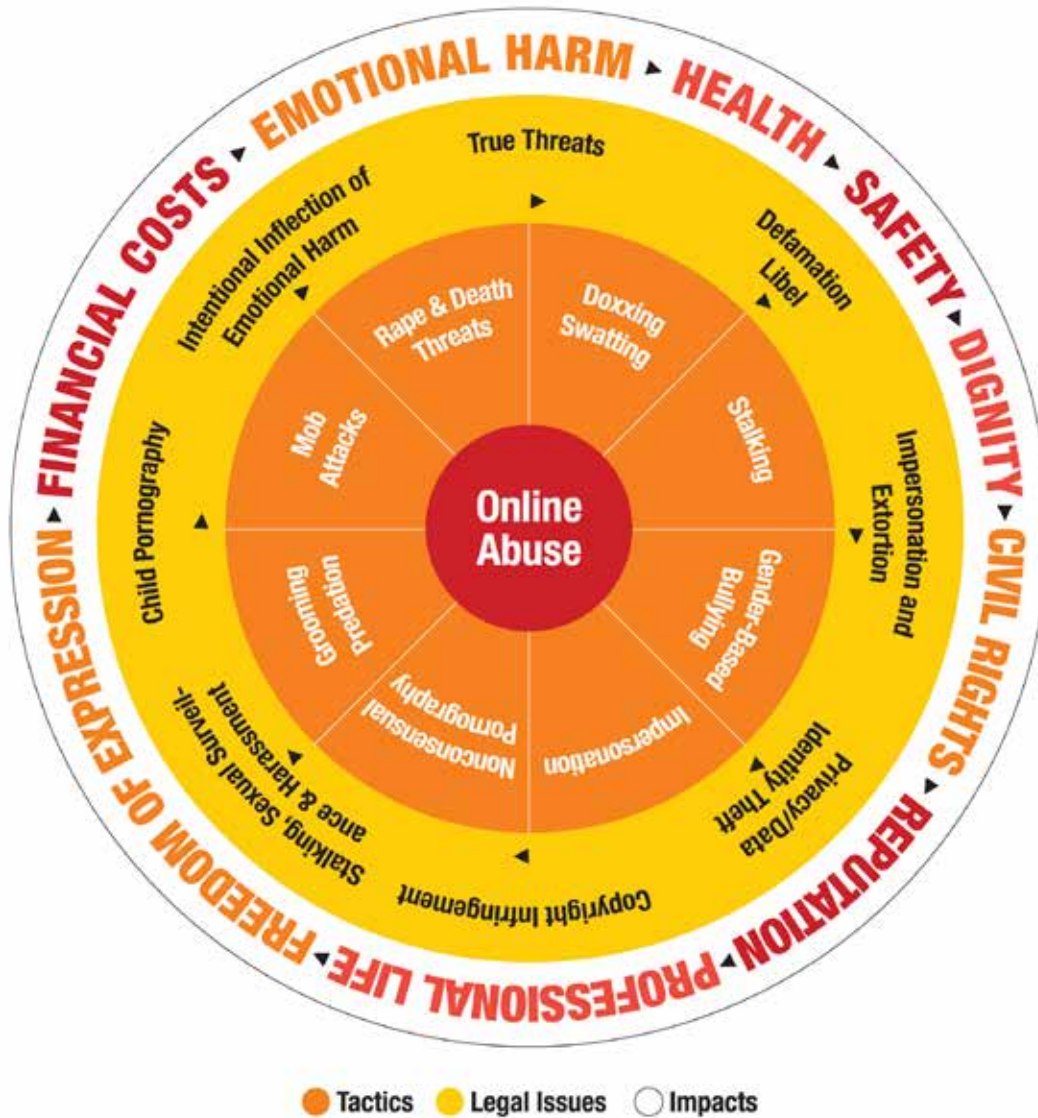 EMOTIONAL HARM
HEALTH
SAFETY
DIGNITY
CIVIL RIGHTS
REPUTATION
PROFESSIONAL LIFE
FREEDOM OF EXPRESSION
FINANCIAL COSTS
True Threats
Defamation
Libel
Impersonation and
Extortion
Privacy/Data
Identity Theft
Copyright Infringement
Stalking, Sexual Surveil-
ance & Harassment
Child Pornography
Intentional Inflection of
Emotional Harm
Rape & Death
Threats
Doxxing
Swatting
Stalking
Gender-Based
Bullying
Impersonation
Nonconsensual
Pornography
Grooming
Predation
Mob
Attacks
Online
Abuse
Tactics Legal Issues Impacts